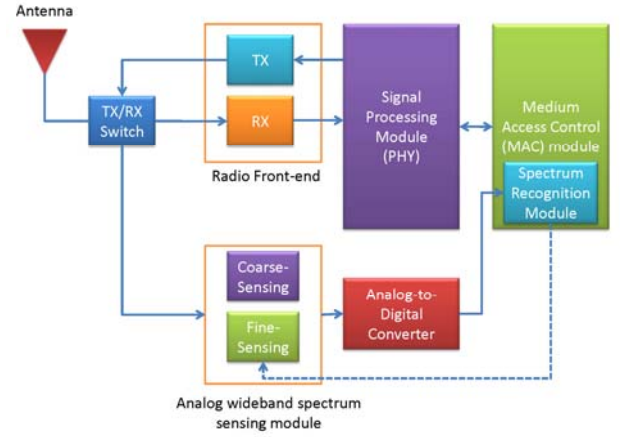 Antenna
TX/RX
Switch
TX
RX
Radio Front-end
Signal
Processing
Module
(PHY)
Medium
Access Control
(MAC) module
Spectrum
Recognition
Module
Coarse-
Sensing
Fine-
Sensing
Analog wideband spectrum
sensing module
Analog-to-
Digital
Converter